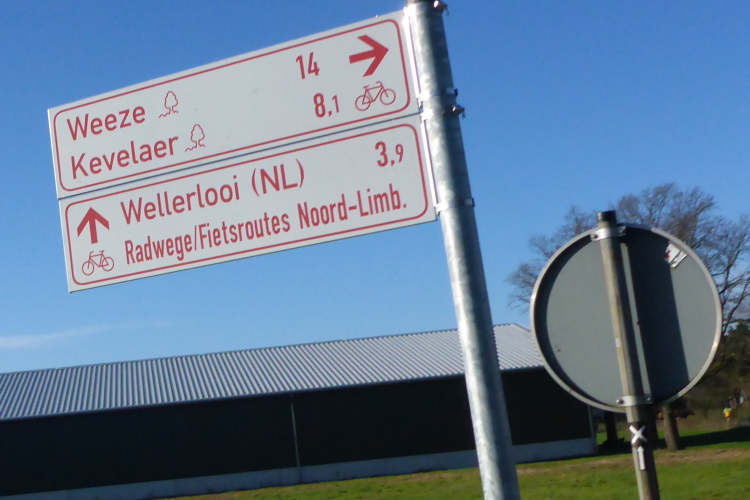 Weeze 14
Kevelaer 8,1
Wellerlooi (NL) 3,9
Radwege/Fietsroutes Noord-Limb.